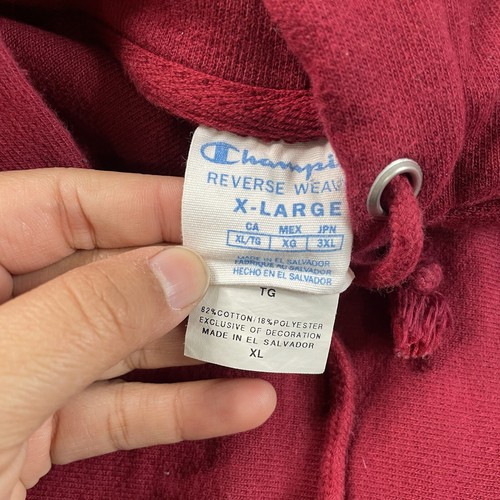 Champi
REVERSE WEAV
X-LARGE
CA MEX JPN
XL/TG XG 3XL
MADE IN EL SALVADOR
FABRIQUE AU SALVADOR
HECHO EN EL SALVADOR
TG
82%COTTON/18%POLYESTER
EXCLUSIVE OF DECORATION
MADE IN EL SALVADOR
XL